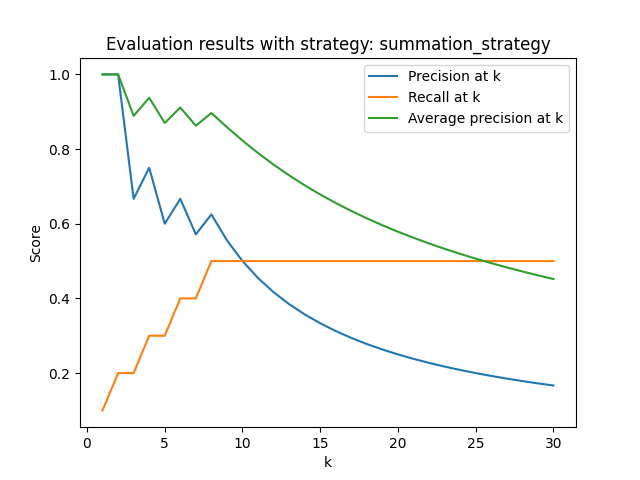 Evaluation results with strategy: summation_strategy
Precision at k
Recall at k
Average precision at k
1.0
0.8
0.6
0.4
0.2
Score
0
5
10
15
20
25
30
k